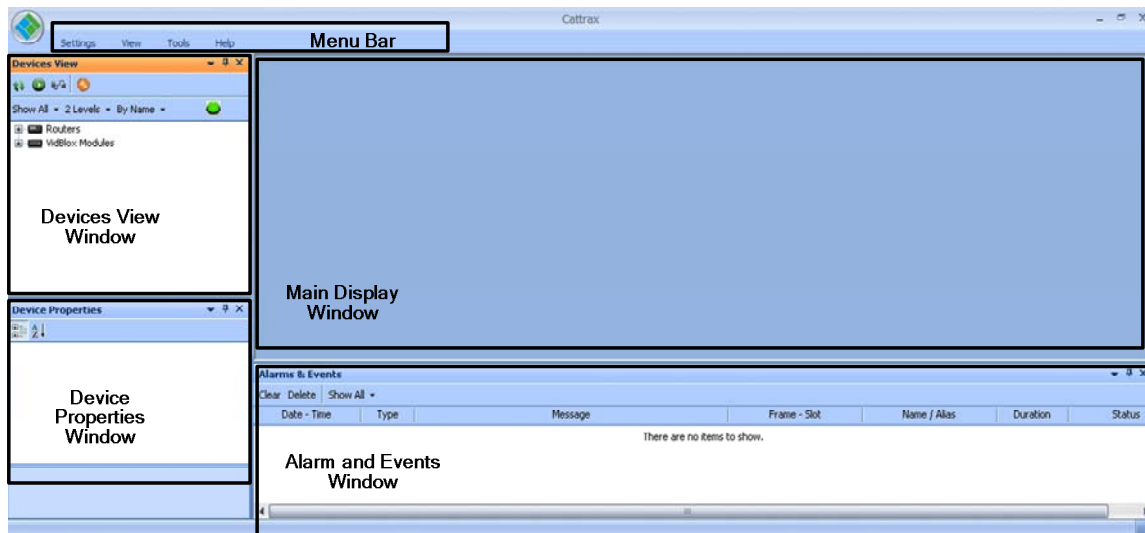 Cattrax
Settings View Tools Help
Menu Bar
Devices View
Show All 2 Levels By Name
Routers
VidBlox Modules
Devices View
Window
Main Display
Window
Device Properties
Device
Properties
Window
Alarms & Events
Clear Delete Show All
Date - Time Type Message Frame - Slot Name / Alias Duration Status
There are no items to show.
Alarm and Events
Window